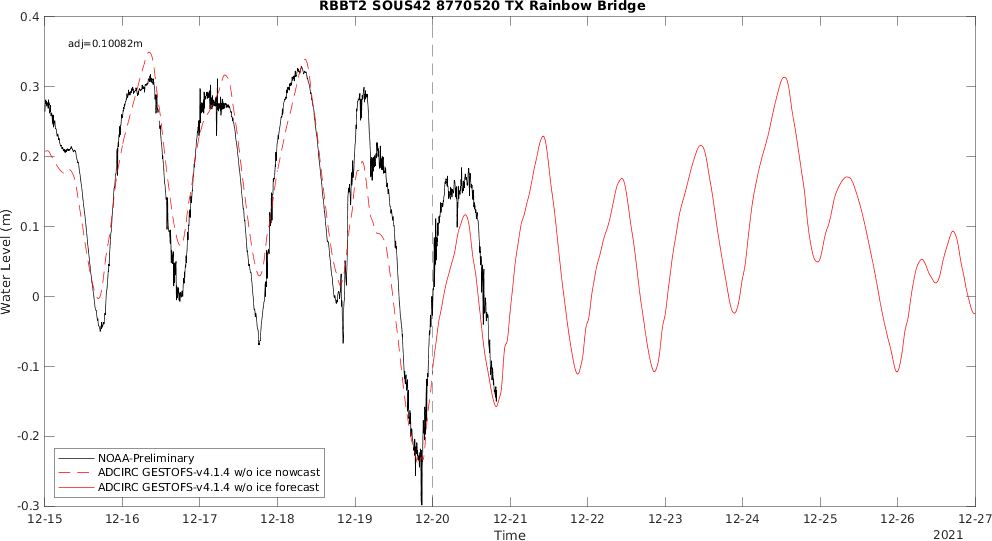 RBBT2 SOUS42 8770520 TX Rainbow Bridge
adj=0.10082m
0.4
0.3
0.2
0.1
0
-0.1
-0.2
-0.3
Water Level (m)
NOAA-Preliminary
ADCIRC GESTOFS-v4.1.4 w/o ice nowcast
ADCIRC GESTOFS-v4.1.4 w/o ice forecast
12-15 12-16 12-17 12-18 12-19 12-20 12-21 12-22 12-23 12-24 12-25 12-26 12-27
Time
2021